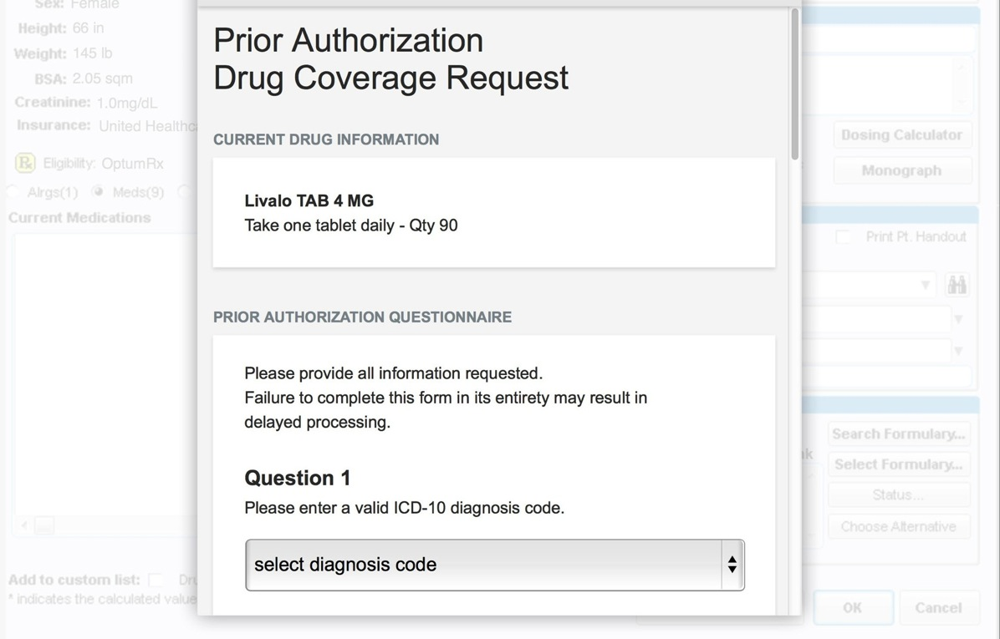 Sex: Female
Height: 66 in
Weight: 145 lb
BSA: 2.05 sqm
Creatinine: 1.0mg/dL
Insurance: United
Rx Eligibility: OptumRx
Alrgs(1) Meds(9)
Current Medications
Add to custom list:
* indicates the calculated value
Prior Authorization
Drug Coverage Request
CURRENT DRUG INFORMATION
Livalo TAB 4 MG
Take one tablet daily - Qty 90
PRIOR AUTHORIZATION QUESTIONNAIRE
Please provide all information requested.
Failure to complete this form in its entirety may result in
delayed processing.
Question 1
Please enter a valid ICD-10 diagnosis code.
select diagnosis code
Dosing Calculator
Monograph
Print Pt. Handout
Search Formulary...
Select Formulary...
Status...
Choose Alternative
OK Cancel